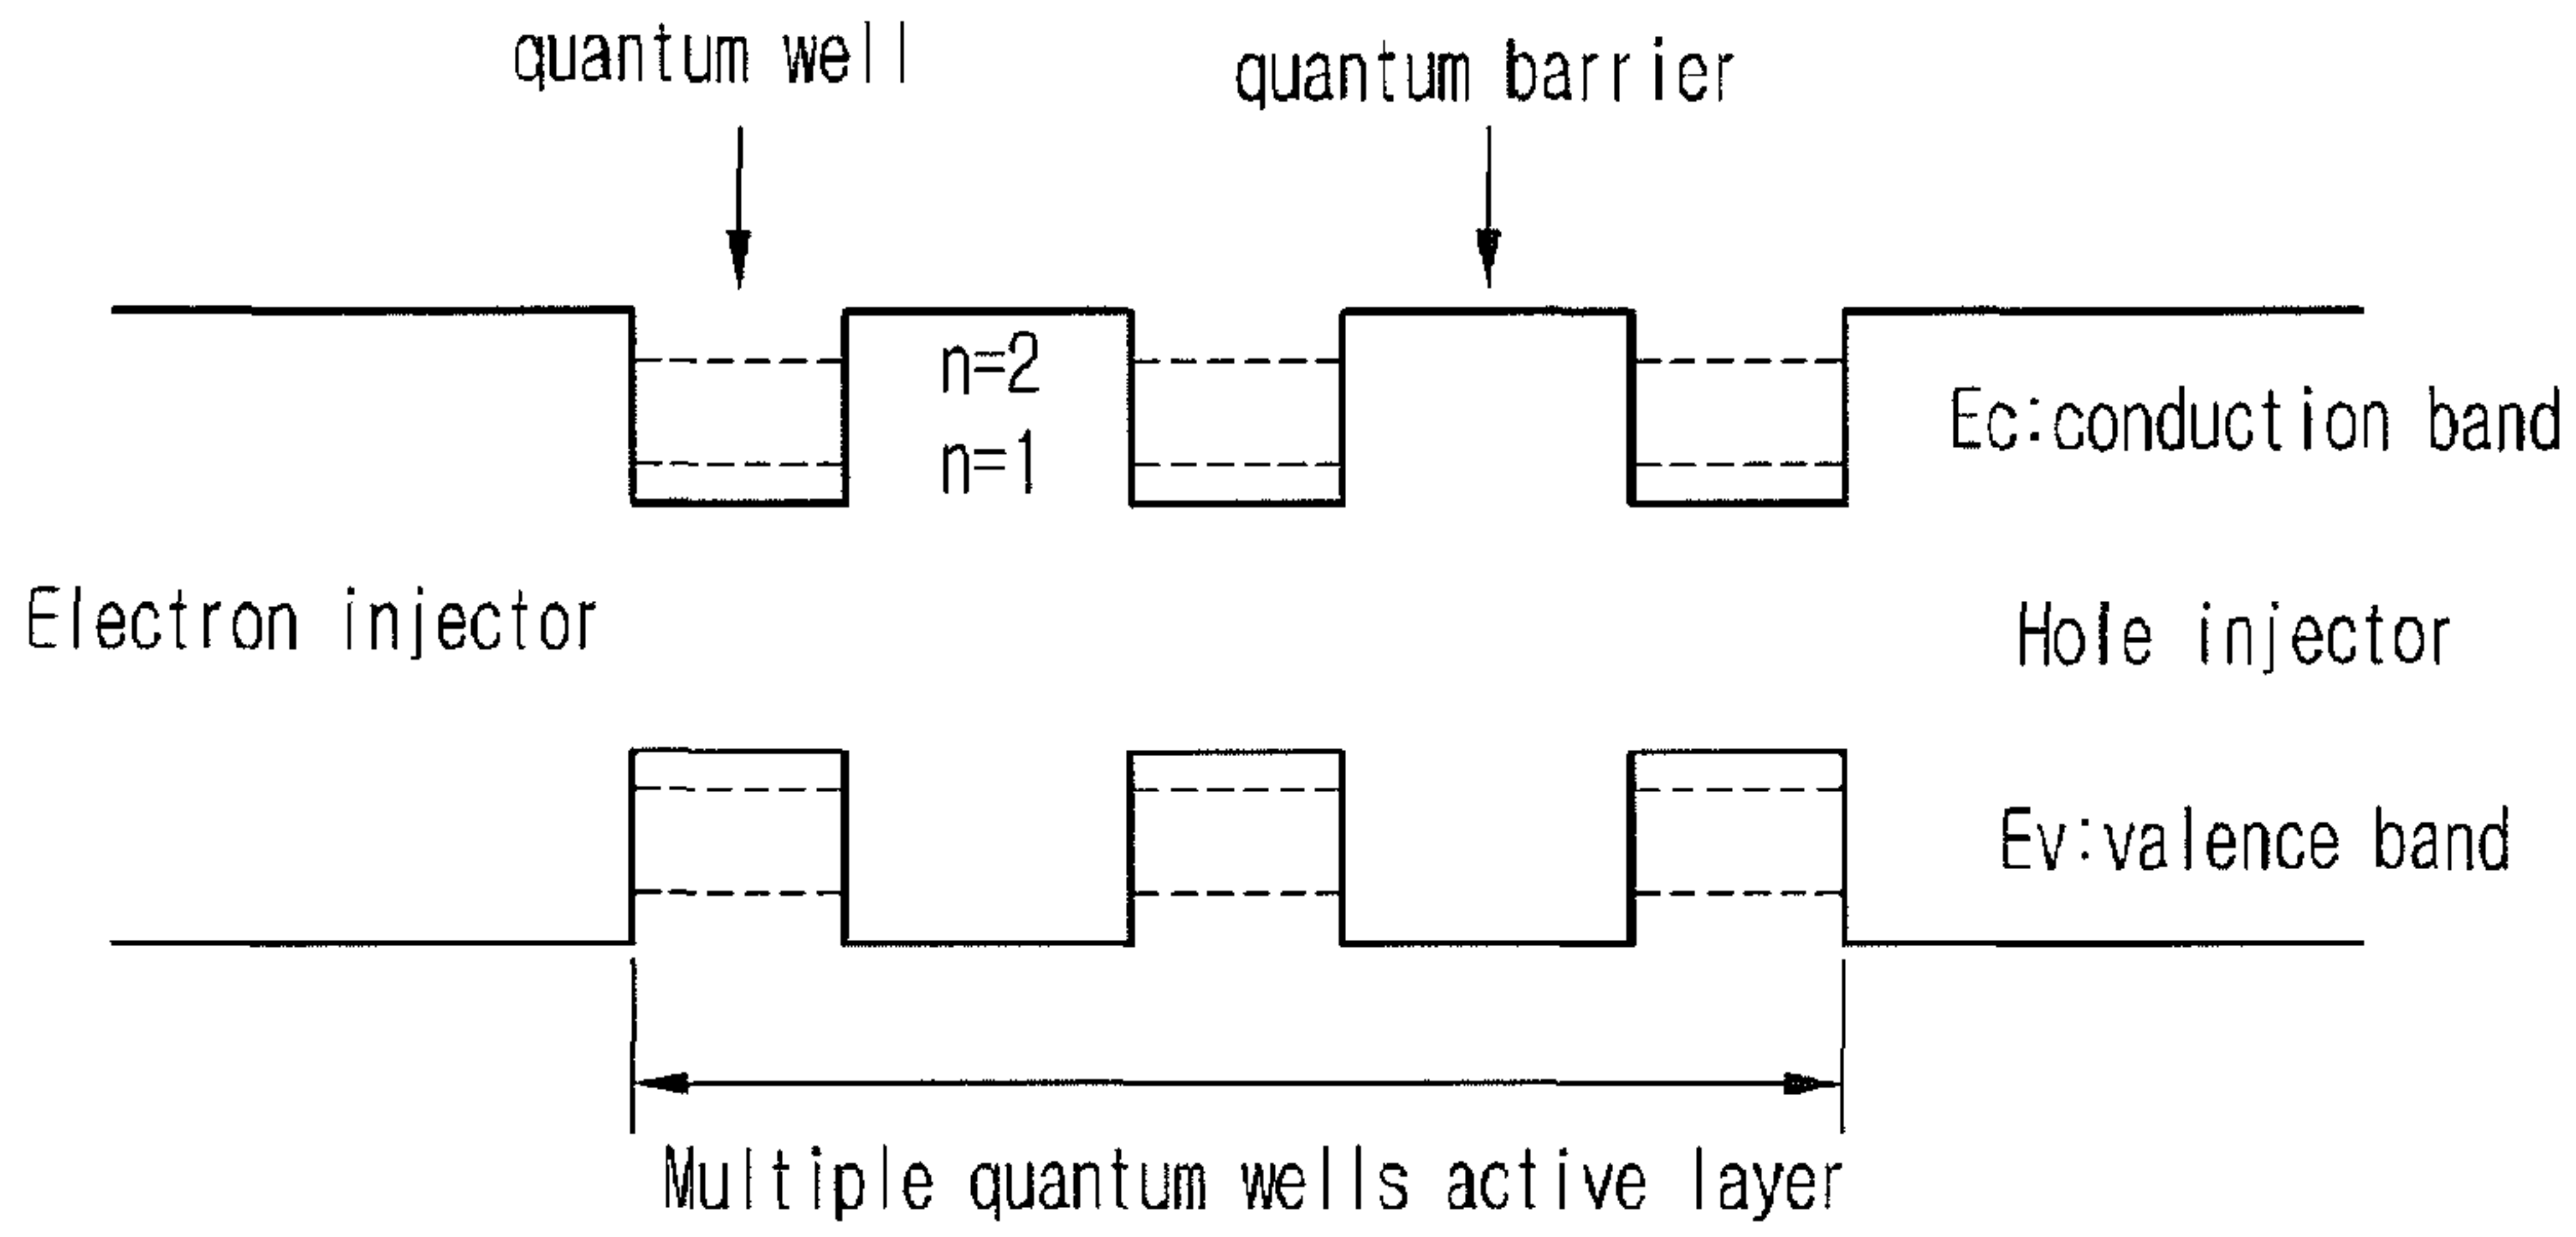 quantum well
quantum barrier
n=2
n=1
Ec:conduction band
Electron injector
Hole injector
Ev:valence band
Multiple quantum wells active layer